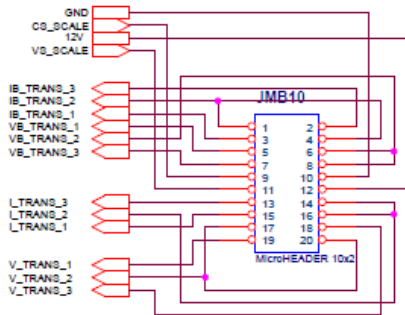 GND
CS_SCALE
12V
VS_SCALE
IB_TRANS_3
IB_TRANS_2
IB_TRANS_1
VB_TRANS_1
VB_TRANS_2
VB_TRANS_3
I_TRANS_3
I_TRANS_2
I_TRANS_1
V_TRANS_1
V_TRANS_2
V_TRANS_3
JMB10
1 2
3 4
5 6
7 8
9 10
11 12
13 14
15 16
17 18
19 20
MicroHEADER 10x2